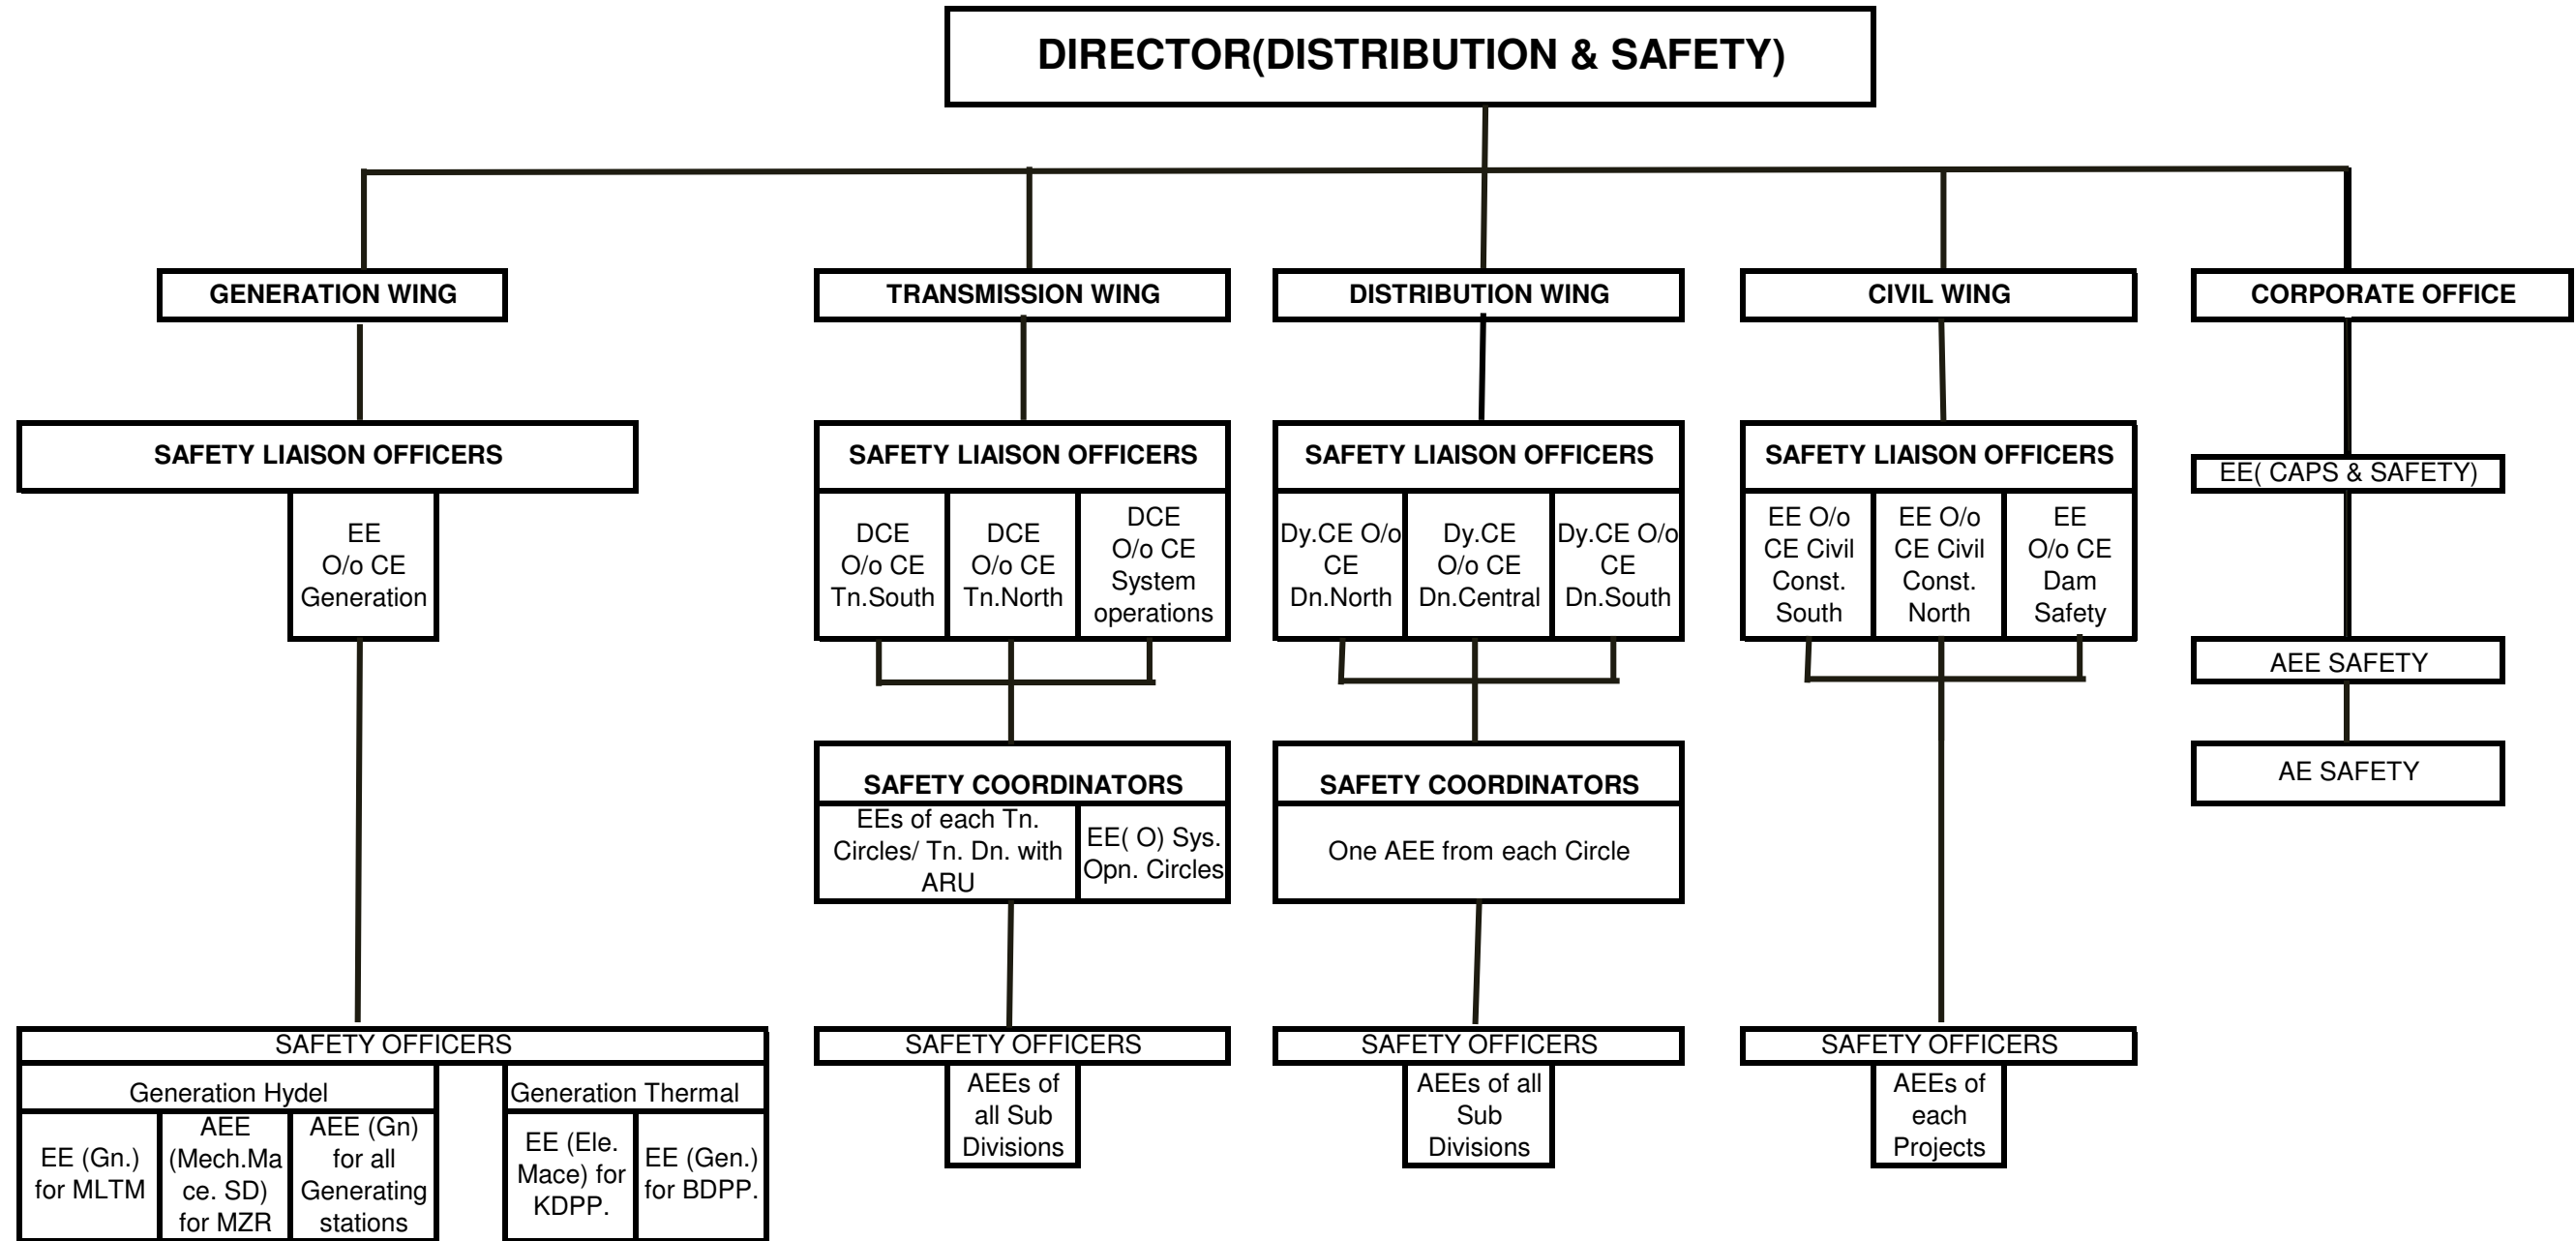 DIRECTOR(DISTRIBUTION & SAFETY)
GENERATION WING
TRANSMISSION WING
DISTRIBUTION WING
CIVIL WING
CORPORATE OFFICE
SAFETY LIAISON OFFICERS
EE
O/o CE
Generation
SAFETY LIAISON OFFICERS
DCE
O/o CE
Tn.South
DCE
O/o CE
Tn.North
DCE
O/o CE
System
operations
SAFETY LIAISON OFFICERS
Dy.CE O/o
CE
Dn.North
Dy.CE
O/o CE
Dn.Central
Dy.CE O/o
CE
Dn.South
SAFETY LIAISON OFFICERS
EE O/o
CE Civil
Const.
South
EE O/o
CE Civil
Const.
North
EE
O/o CE
Dam
Safety
EE( CAPS & SAFETY)
AEE SAFETY
AE SAFETY
SAFETY COORDINATORS
EEs of each Tn.
Circles/ Tn. Dn. with
ARU
EE( O) Sys.
Opn. Circles
SAFETY COORDINATORS
One AEE from each Circle
SAFETY OFFICERS
Generation Hydel
EE (Gn.)
for MLTM
AEE
(Mech.Ma
ce. SD)
for MZR
AEE (Gn)
for all
Generating
stations
Generation Thermal
EE (Ele.
Mace) for
KDPP.
EE (Gen.)
for BDPP.
SAFETY OFFICERS
AEEs of
all Sub
Divisions
SAFETY OFFICERS
AEEs of all
Sub
Divisions
SAFETY OFFICERS
AEEs of
each
Projects